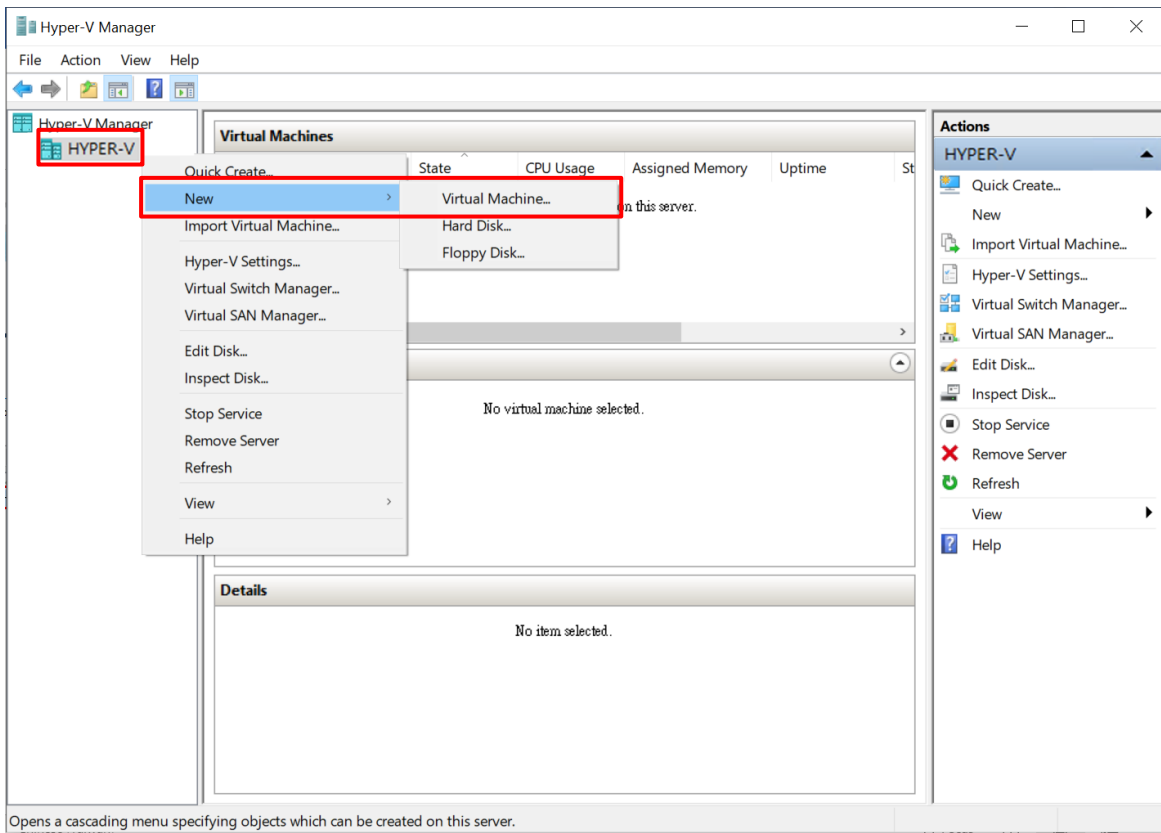 Hyper-V Manager
File Action View Help
Hyper-V Manager
HYPER-V
Quick Create...
New
Import Virtual Machine...
Hyper-V Settings...
Virtual Switch Manager...
Virtual SAN Manager...
Edit Disk...
Inspect Disk...
Stop Service
Remove Server
Refresh
View
Help
Virtual Machine...
Hard Disk...
Floppy Disk...
Virtual Machines
State CPU Usage Assigned Memory Uptime St
on this server.
No virtual machine selected.
Details
No item selected.
Actions
HYPER-V
Quick Create...
New
Import Virtual Machine...
Hyper-V Settings...
Virtual Switch Manager...
Virtual SAN Manager...
Edit Disk...
Inspect Disk...
Stop Service
Remove Server
Refresh
View
Help
Opens a cascading menu specifying objects which can be created on this server.